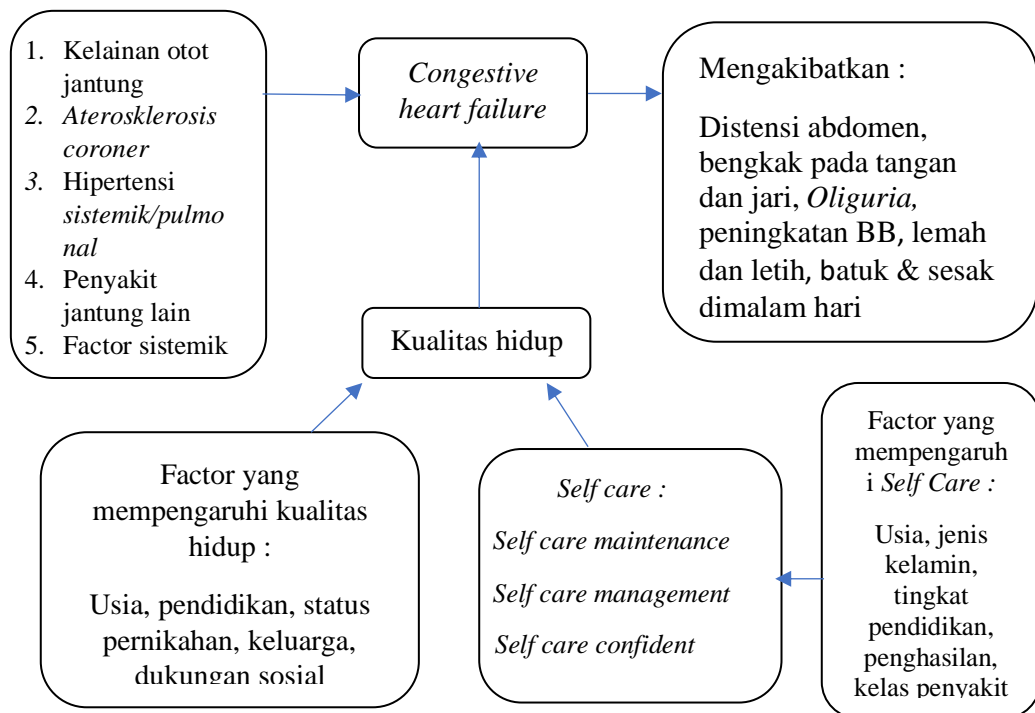 1. Kelainan otot
jantung
2. Aterosklerosis
coroner
3. Hipertensi
sistemik/pulmo
nal
4. Penyakit
jantung lain
5. Factor sistemik
Congestive
heart failure
Mengakibatkan :
Distensi abdomen,
bengkak pada tangan
dan jari, Oliguria,
peningkatan BB, lemah
dan letih, batuk & sesak
dimalam hari
Kualitas hidup
Factor yang
mempengaruhi kualitas
hidup :
Usia, pendidikan, status
pernikahan, keluarga,
dukungan sosial
Self care :
Self care maintenance
Self care management
Self care confident
Factor yang
mempengaruh
i Self Care :
Usia, jenis
kelamin,
tingkat
pendidikan,
penghasilan,
kelas penyakit